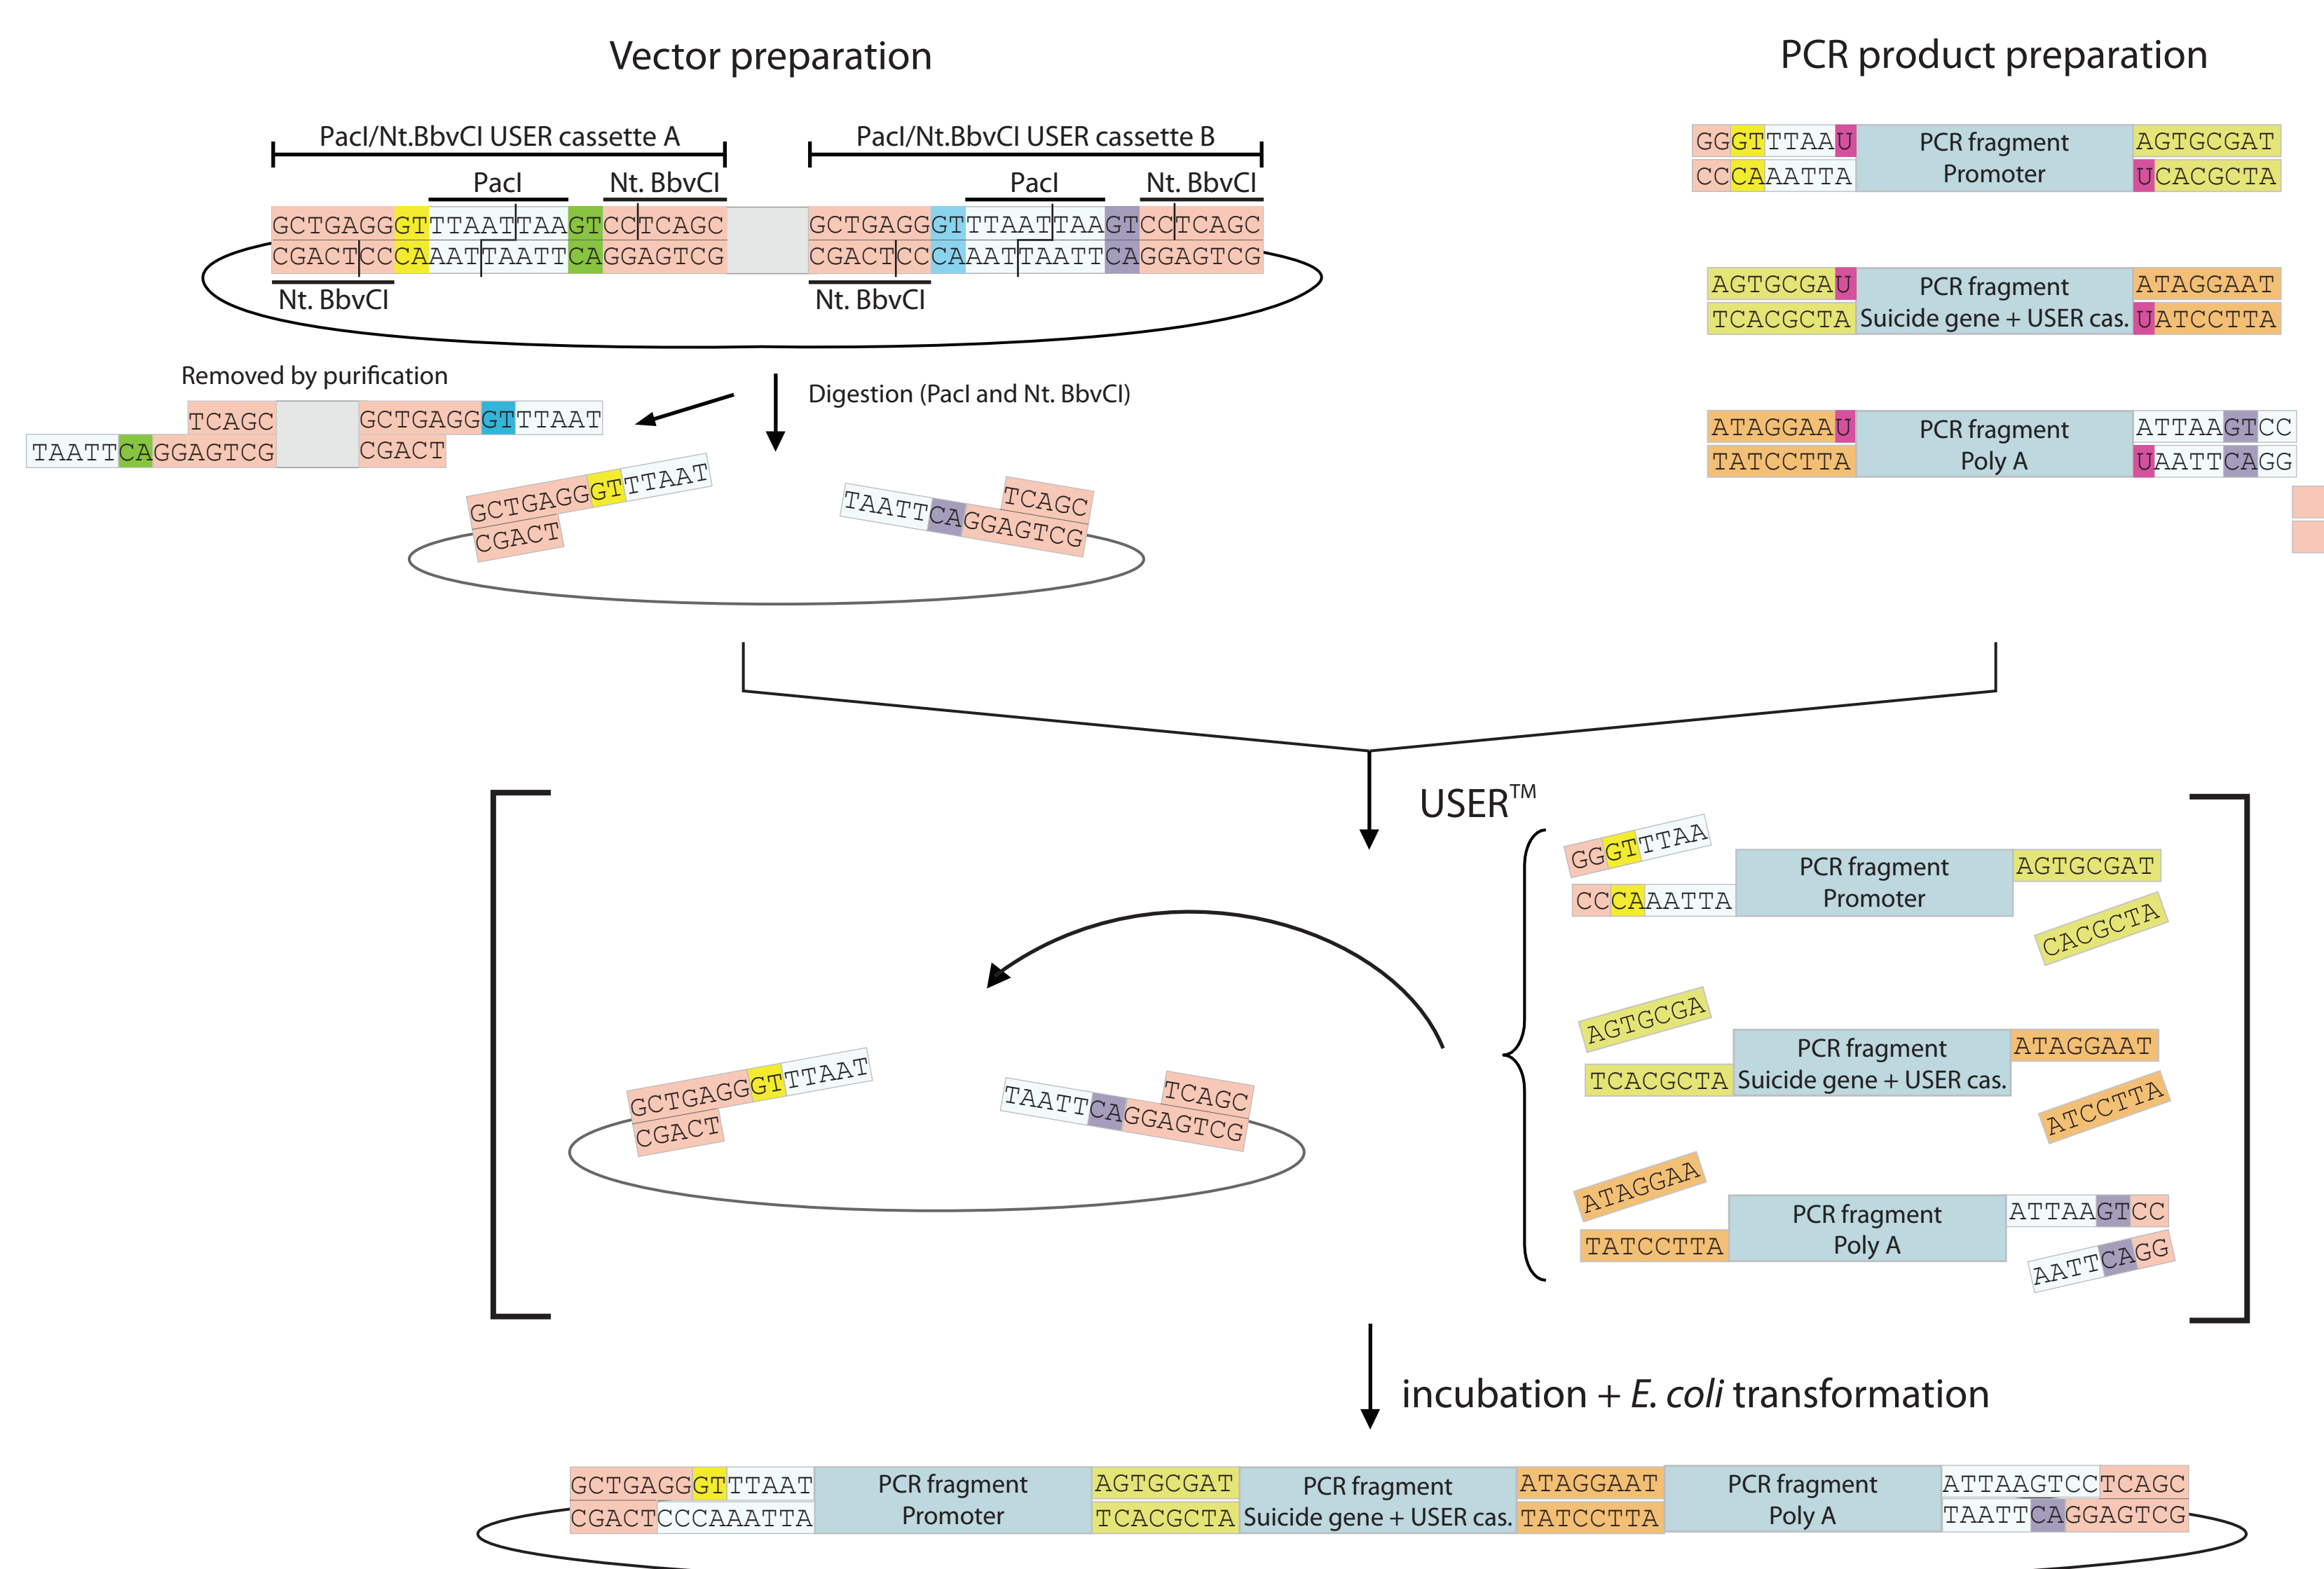 Vector preparation
PCR product preparation
PacI/Nt.BbvCI USER cassette A
PacI/Nt.BbvCI USER cassette B
PacI
Nt. BbvCI
PacI
Nt. BbvCI
GCTGAGGGTTTAATTAAGTCCTCAGC
GCTGAGGGTTTAATTAAGTCCTCAGC
CGACTCCCAAATTAATTCAGGAGTCG
CGACTCCCAAATTAATTCAGGAGTCG
Nt. BbvCI
Nt. BbvCI
GGGTTTAAU
PCR fragment
Promoter
AGTGCGAT
CCCAAATTA
UCACGCTA
AGTGCGAU
PCR fragment
Suicide gene + USER cas.
ATAGGAAT
TCACGCTA
UATCCTTA
ATAGGAAU
PCR fragment
Poly A
ATTAAGTCC
TATCCTTA
UAATTCAGG
Removed by purification
Digestion (PacI and Nt. BbvCI)
TCAGC
GCTGAGGGTTTAAT
TAATTCAGGAGTCG
CGACT
GCTGAGGGTTTAAT
CGACT
TCAGC
TAATTCAGGAGTCG
USER™
GGGTTTAA
CCCAAATTA
PCR fragment
Promoter
AGTGCGAT
CACGCTA
AGTGCGA
TCACGCTA
PCR fragment
Suicide gene + USER cas.
ATAGGAAT
ATCCTTA
ATAGGAA
TATCCTTA
PCR fragment
Poly A
ATTAAGTCC
AATTCAGG
GCTGAGGGTTTAAT
CGACT
TCAGC
TAATTCAGGAGTCG
incubation + E. coli transformation
GCTGAGGGTTTAAT
PCR fragment
Promoter
AGTGCGAT
PCR fragment
Suicide gene + USER cas.
ATAGGAAT
PCR fragment
Poly A
ATTAAGTCCTCAGC
CGACTCCCAAATTA
TCACGCTA
TATCCTTA
TAATTCAGGAGTCG